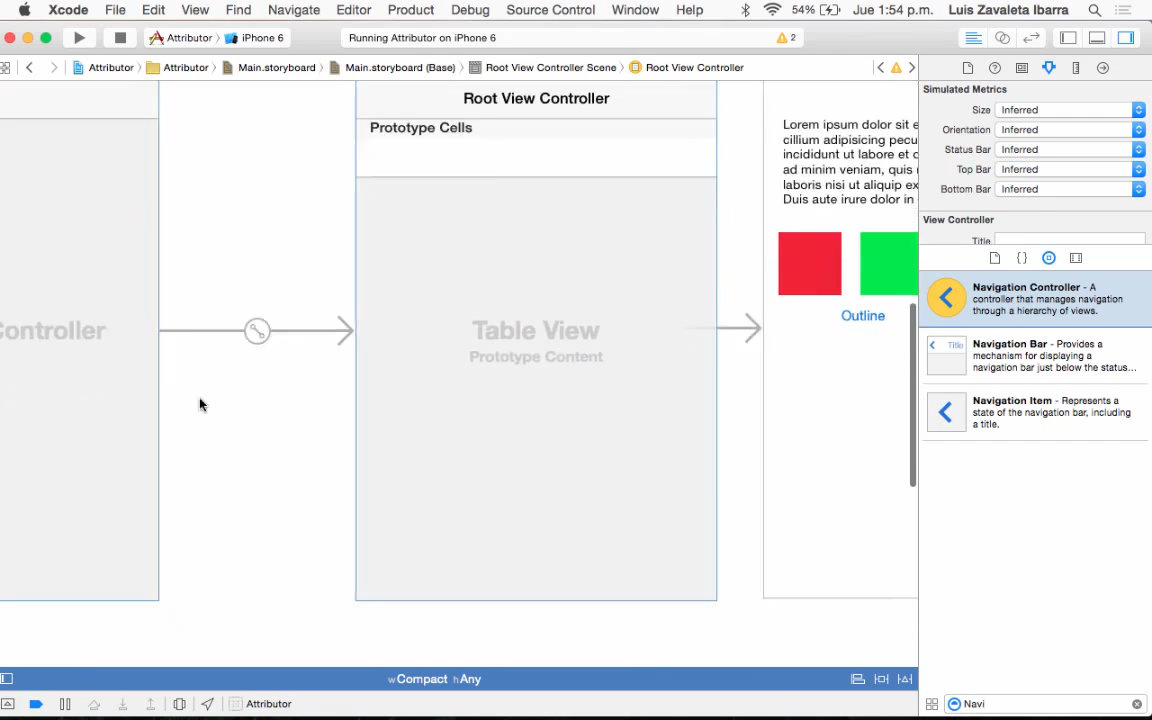 Xcode File Edit View Find Navigate Editor Product Debug Source Control Window Help 54% Jue 1:54 p.m. Luis Zavaleta Ibarra
Attributor iPhone 6 Running Attributor on iPhone 6 2
Attributor Attributor Main.storyboard Main.storyboard (Base) Root View Controller Scene Root View Controller
Root View Controller
Prototype Cells
Controller
Table View
Prototype Content
Lorem ipsum dolor sit e
cillium adipisicing pecu
incididunt ut labore et c
ad minim veniam, quis r
laboris nisi ut aliquip ex
Duis aute irure dolor in
Outline
wCompact hAny
Attributor
Simulated Metrics
Size Inferred
Orientation Inferred
Status Bar Inferred
Top Bar Inferred
Bottom Bar Inferred
View Controller
Title
{}
Navigation Controller - A
controller that manages navigation
through a hierarchy of views.
Title
Navigation Bar - Provides a
mechanism for displaying a
navigation bar just below the status...
Navigation Item - Represents a
state of the navigation bar, including
a title.
Navi